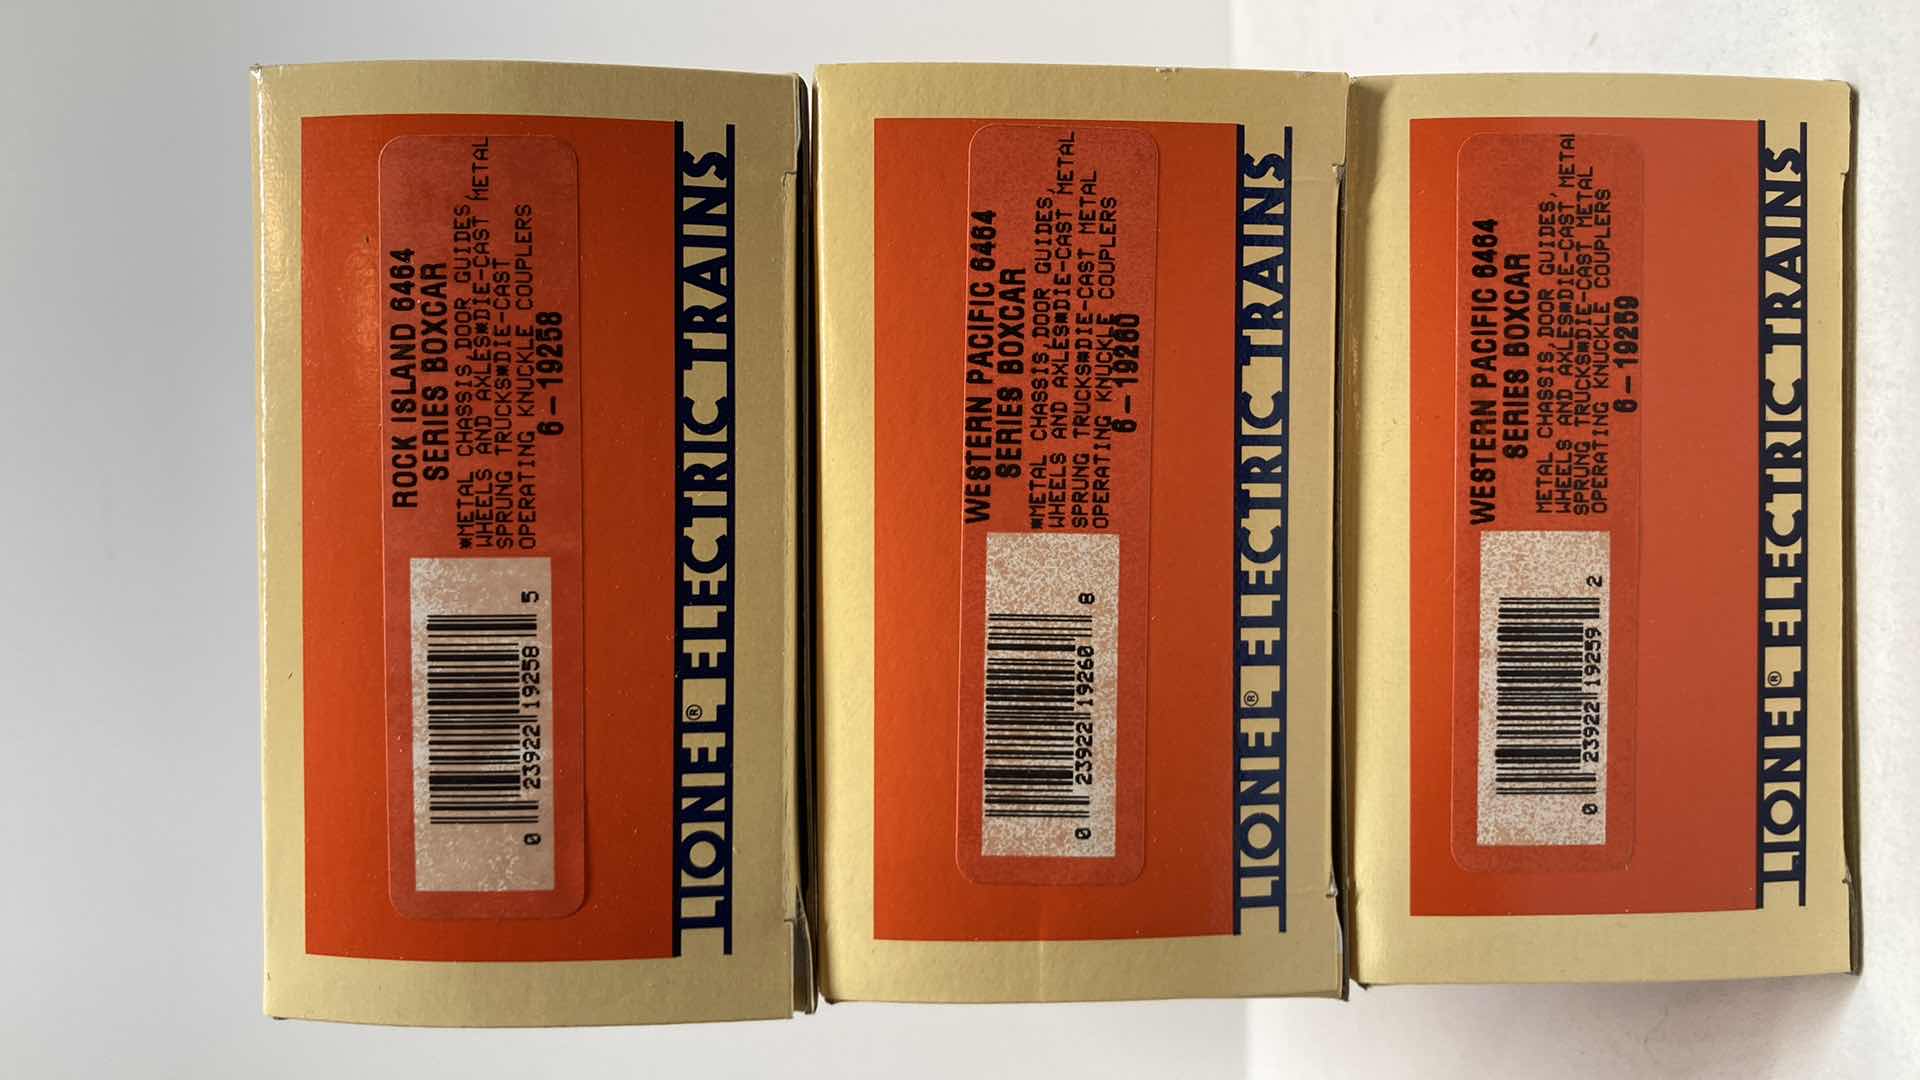 ROCK ISLAND 6464
SERIES BOXCAR
*METAL CHASSIS,DOOR GUIDES,
WHEELS AND AXLES*DIE-CAST METAL
SPRUNG TRUCKS*DIE-CAST
OPERATING KNUCKLE COUPLERS
6-19258
0 23922 19258 5
LIONEL® ELECTRIC TRAINS
WESTERN PACIFIC 6464
SERIES BOXCAR
*METAL CHASSIS,DOOR GUIDES,
WHEELS AND AXLES*DIE-CAST METAL
SPRUNG TRUCKS*DIE-CAST METAL
OPERATING KNUCKLE COUPLERS
6-19260
0 23922 19260 8
LIONEL® ELECTRIC TRAINS
WESTERN PACIFIC 6464
SERIES BOXCAR
METAL CHASSIS,DOOR GUIDES,
WHEELS AND AXLES*DIE-CAST METAL
SPRUNG TRUCKS*DIE-CAST METAL
OPERATING KNUCKLE COUPLERS
6-19259
0 23922 19259 2
LIONEL® ELECTRIC TRAINS